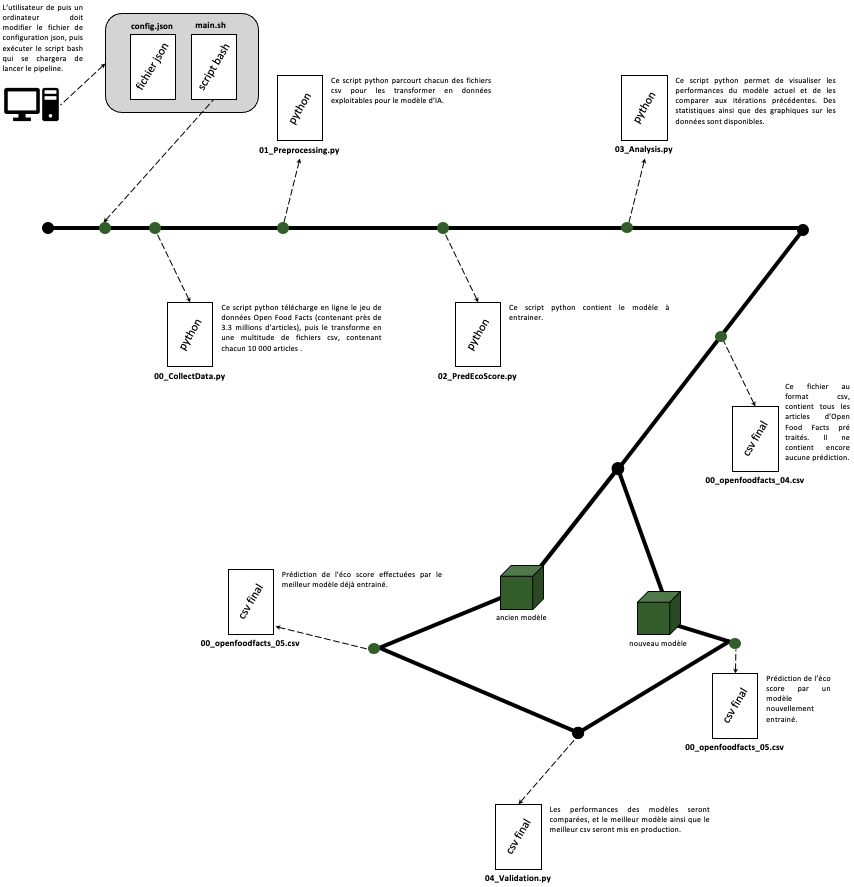 L'utilisateur de puis un
ordinateur doit
modifier le fichier de
configuration json, puis
exécuter le script bash
qui se chargera de
lancer le pipeline.
config.json
main.sh
fichier json
script bash
python
Ce script python parcourt chacun des fichiers
csv pour les transformer en données
exploitables pour le modèle d'IA.
01_Preprocessing.py
python
Ce script python permet de visualiser les
performances du modèle actuel et de les
comparer aux itérations précédentes. Des
statistiques ainsi que des graphiques sur les
données sont disponibles.
03_Analysis.py
python
Ce script python télécharge en ligne le jeu de
données Open Food Facts (contenant près de
3.3 millions d'articles), puis le transforme en
une multitude de fichiers csv, contenant
chacun 10 000 articles .
00_CollectData.py
python
Ce script python contient le modèle à
entrainer.
02_PredEcoScore.py
csv final
Ce fichier au
format csv,
contient tous les
articles d'Open
Food Facts pré
traités. Il ne
contient encore
aucune prédiction.
00_openfoodfacts_04.csv
csv final
Prédiction de l'éco score effectuées par le
meilleur modèle déjà entrainé.
00_openfoodfacts_05.csv
ancien modèle
nouveau modèle
csv final
Prédiction de l'éco
score par un
modèle
nouvellement
entrainé.
00_openfoodfacts_05.csv
csv final
Les performances des modèles seront
comparées, et le meilleur modèle ainsi que le
meilleur csv seront mis en production.
04_Validation.py